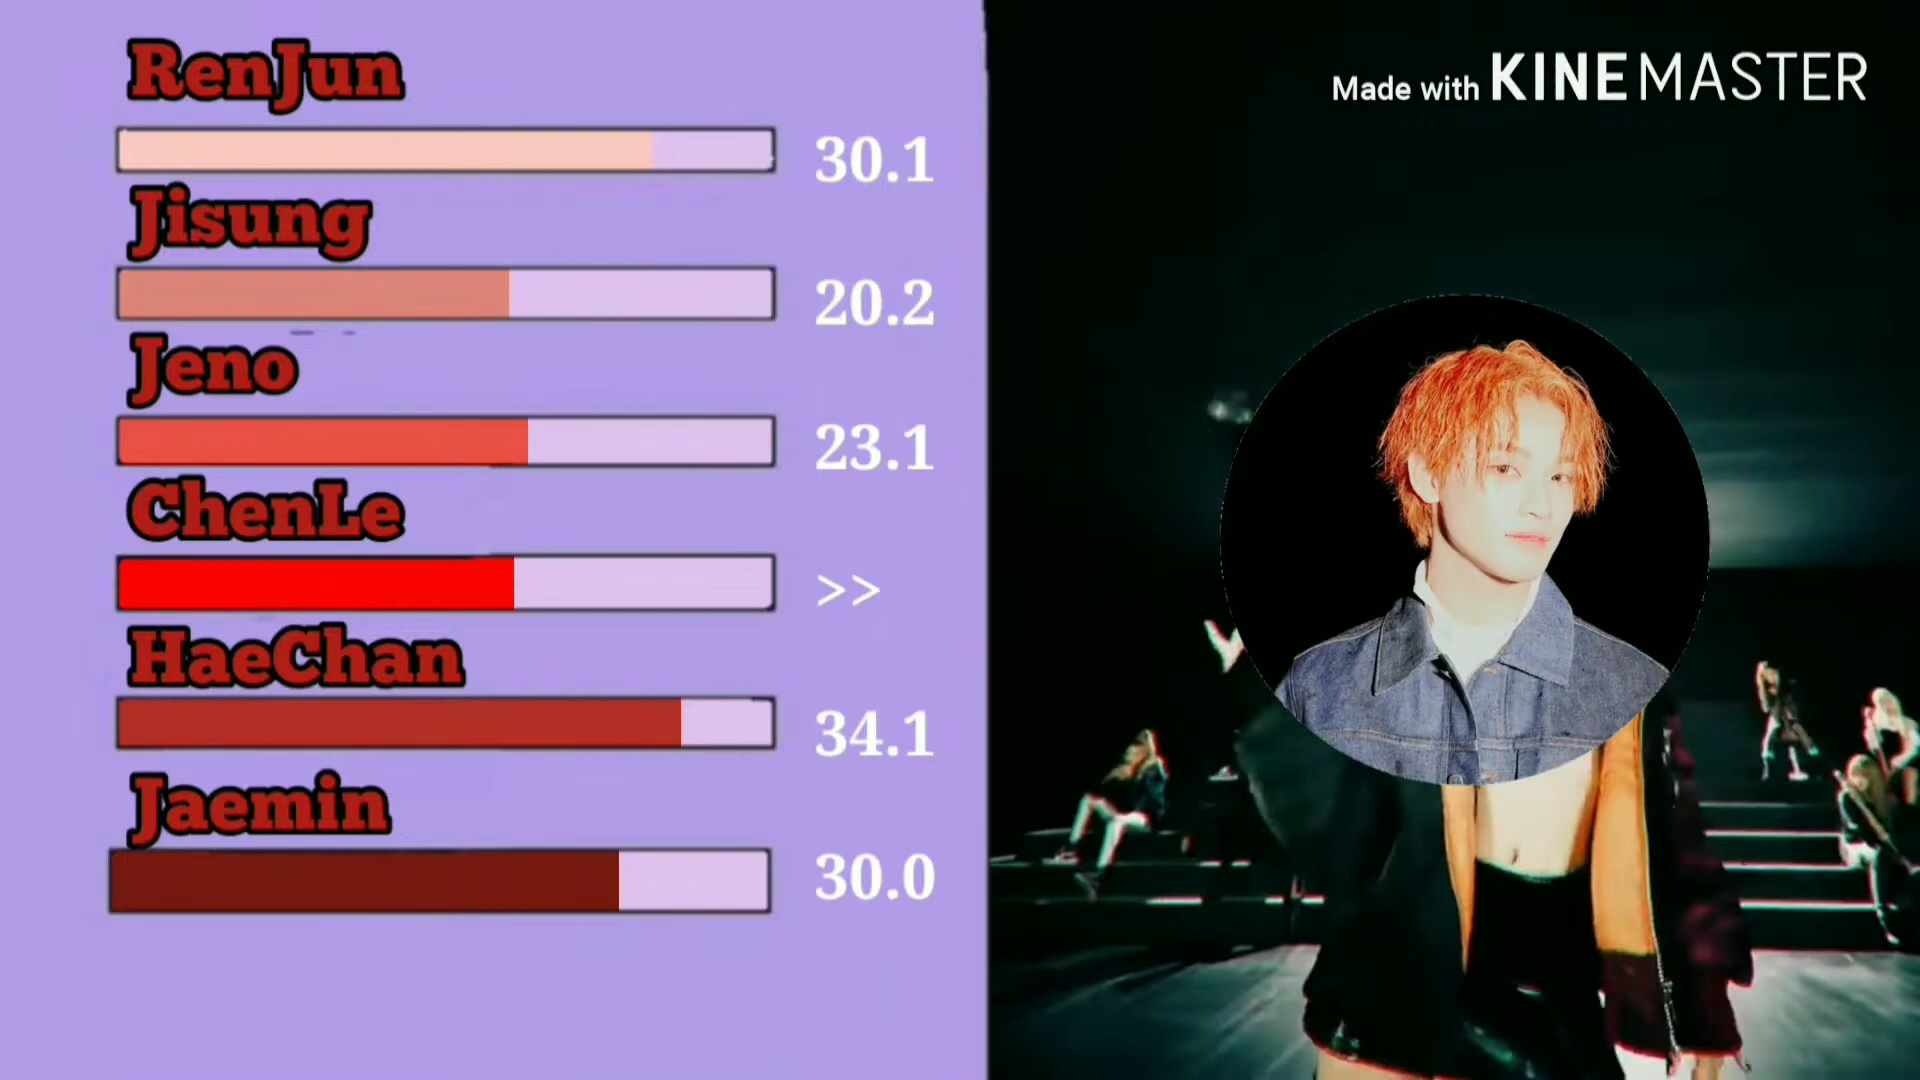 RenJun
30.1
Jisung
20.2
Jeno
23.1
ChenLe
>>
HaeChan
34.1
Jaemin
30.0
Made with KINEMASTER